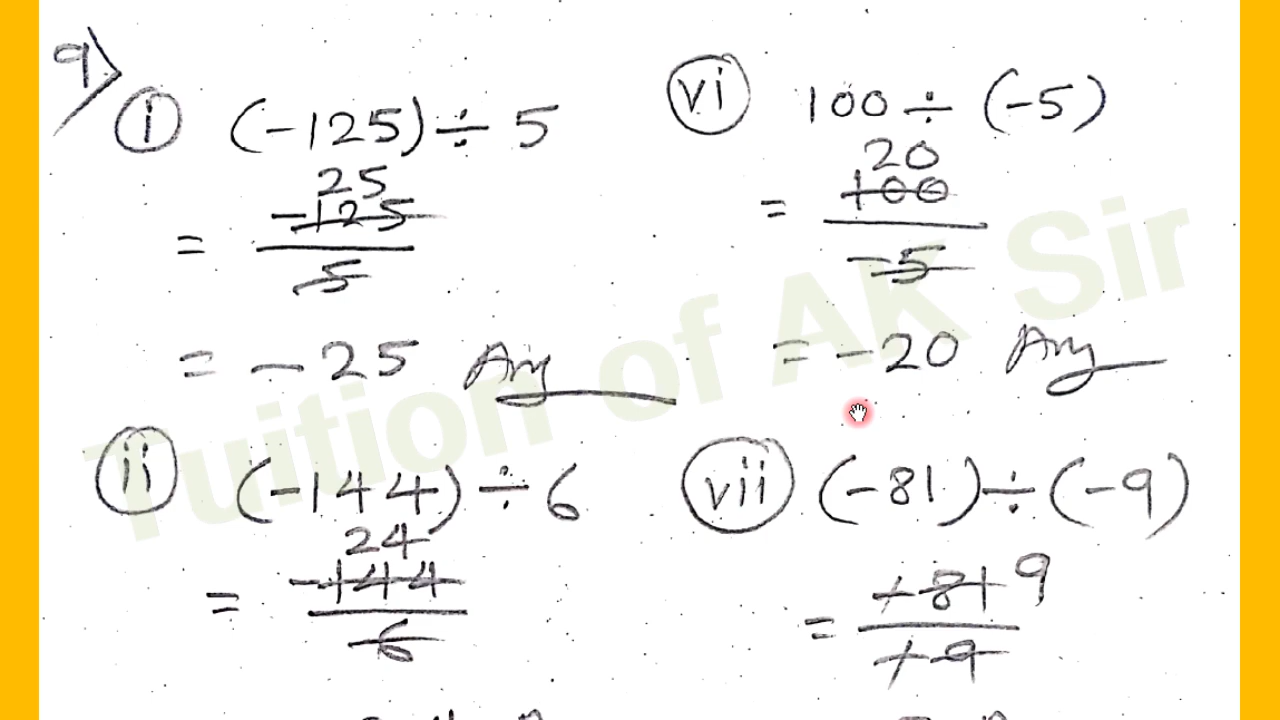 9>
(i) (-125) ÷ 5
25
= -125/5
= -25 Ans
(ii) (-144) ÷ 6
24
= -144/6
(vi) 100 ÷ (-5)
20
= 100/-5
= -20 Ans
(vii) (-81) ÷ (-9)
= -81/-9 9
Tuition of AK Sir